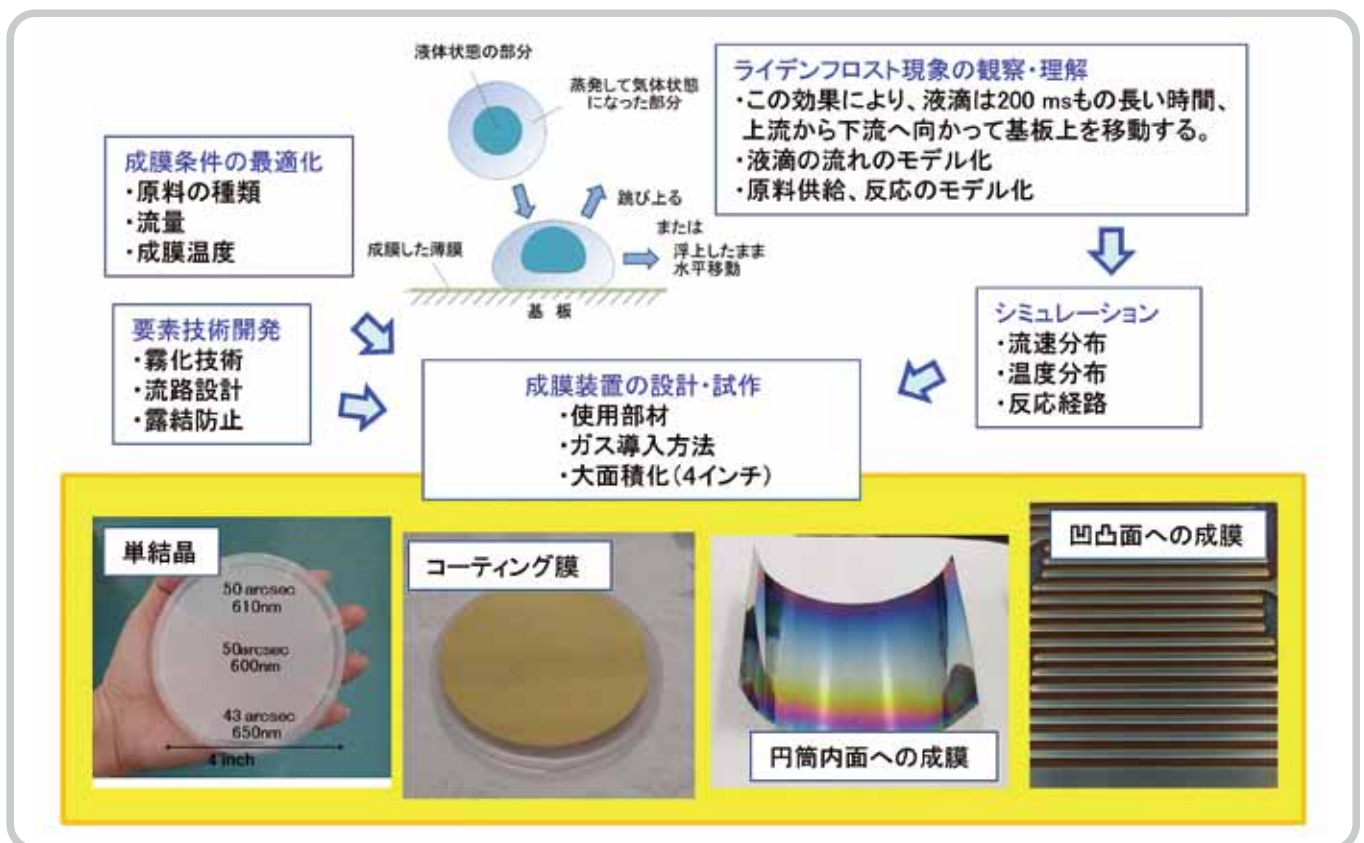 液体状態の部分
蒸発して気体状態
になった部分
跳び上る
または
浮上したまま
水平移動
成膜した薄膜
基 板
ライデンフロスト現象の観察・理解
・この効果により、液滴は200 msもの長い時間、
上流から下流へ向かって基板上を移動する。
・液滴の流れのモデル化
・原料供給、反応のモデル化
成膜条件の最適化
・原料の種類
・流量
・成膜温度
要素技術開発
・霧化技術
・流路設計
・露結防止
シミュレーション
・流速分布
・温度分布
・反応経路
成膜装置の設計・試作
・使用部材
・ガス導入方法
・大面積化(4インチ)
単結晶
50 arcsec
610nm
50arcsec
600nm
43 arcsec
650nm
4 inch
コーティング膜
円筒内面への成膜
凹凸面への成膜